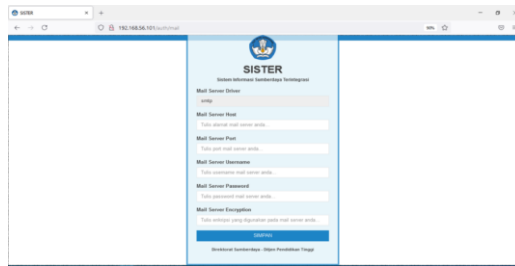 SISTER
192.168.56.101/auth/mail
90%
SISTER
Sistem Informasi Sumberdaya Terintegrasi
Mail Server Driver
smtp
Mail Server Host
Tulis alamat mail server anda...
Mail Server Port
Tulis port mail server anda...
Mail Server Username
Tulis username mail server anda...
Mail Server Password
Tulis password mail server anda...
Mail Server Encryption
Tulis enkripsi yang digunakan pada mail server anda...
SIMPAN
Direktorat Sumberdaya - Ditjen Pendidikan Tinggi